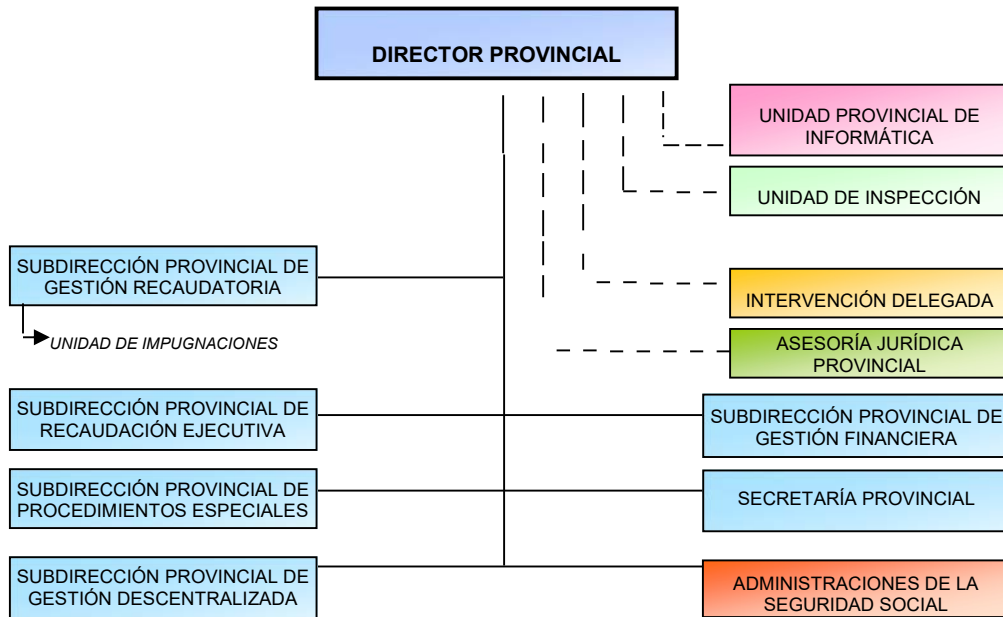 DIRECTOR PROVINCIAL
UNIDAD PROVINCIAL DE
INFORMÁTICA
UNIDAD DE INSPECCIÓN
SUBDIRECCIÓN PROVINCIAL DE
GESTIÓN RECAUDATORIA
INTERVENCIÓN DELEGADA
UNIDAD DE IMPUGNACIONES
ASESORÍA JURÍDICA
PROVINCIAL
SUBDIRECCIÓN PROVINCIAL DE
RECAUDACIÓN EJECUTIVA
SUBDIRECCIÓN PROVINCIAL DE
GESTIÓN FINANCIERA
SUBDIRECCIÓN PROVINCIAL DE
PROCEDIMIENTOS ESPECIALES
SECRETARÍA PROVINCIAL
SUBDIRECCIÓN PROVINCIAL DE
GESTIÓN DESCENTRALIZADA
ADMINISTRACIONES DE LA
SEGURIDAD SOCIAL